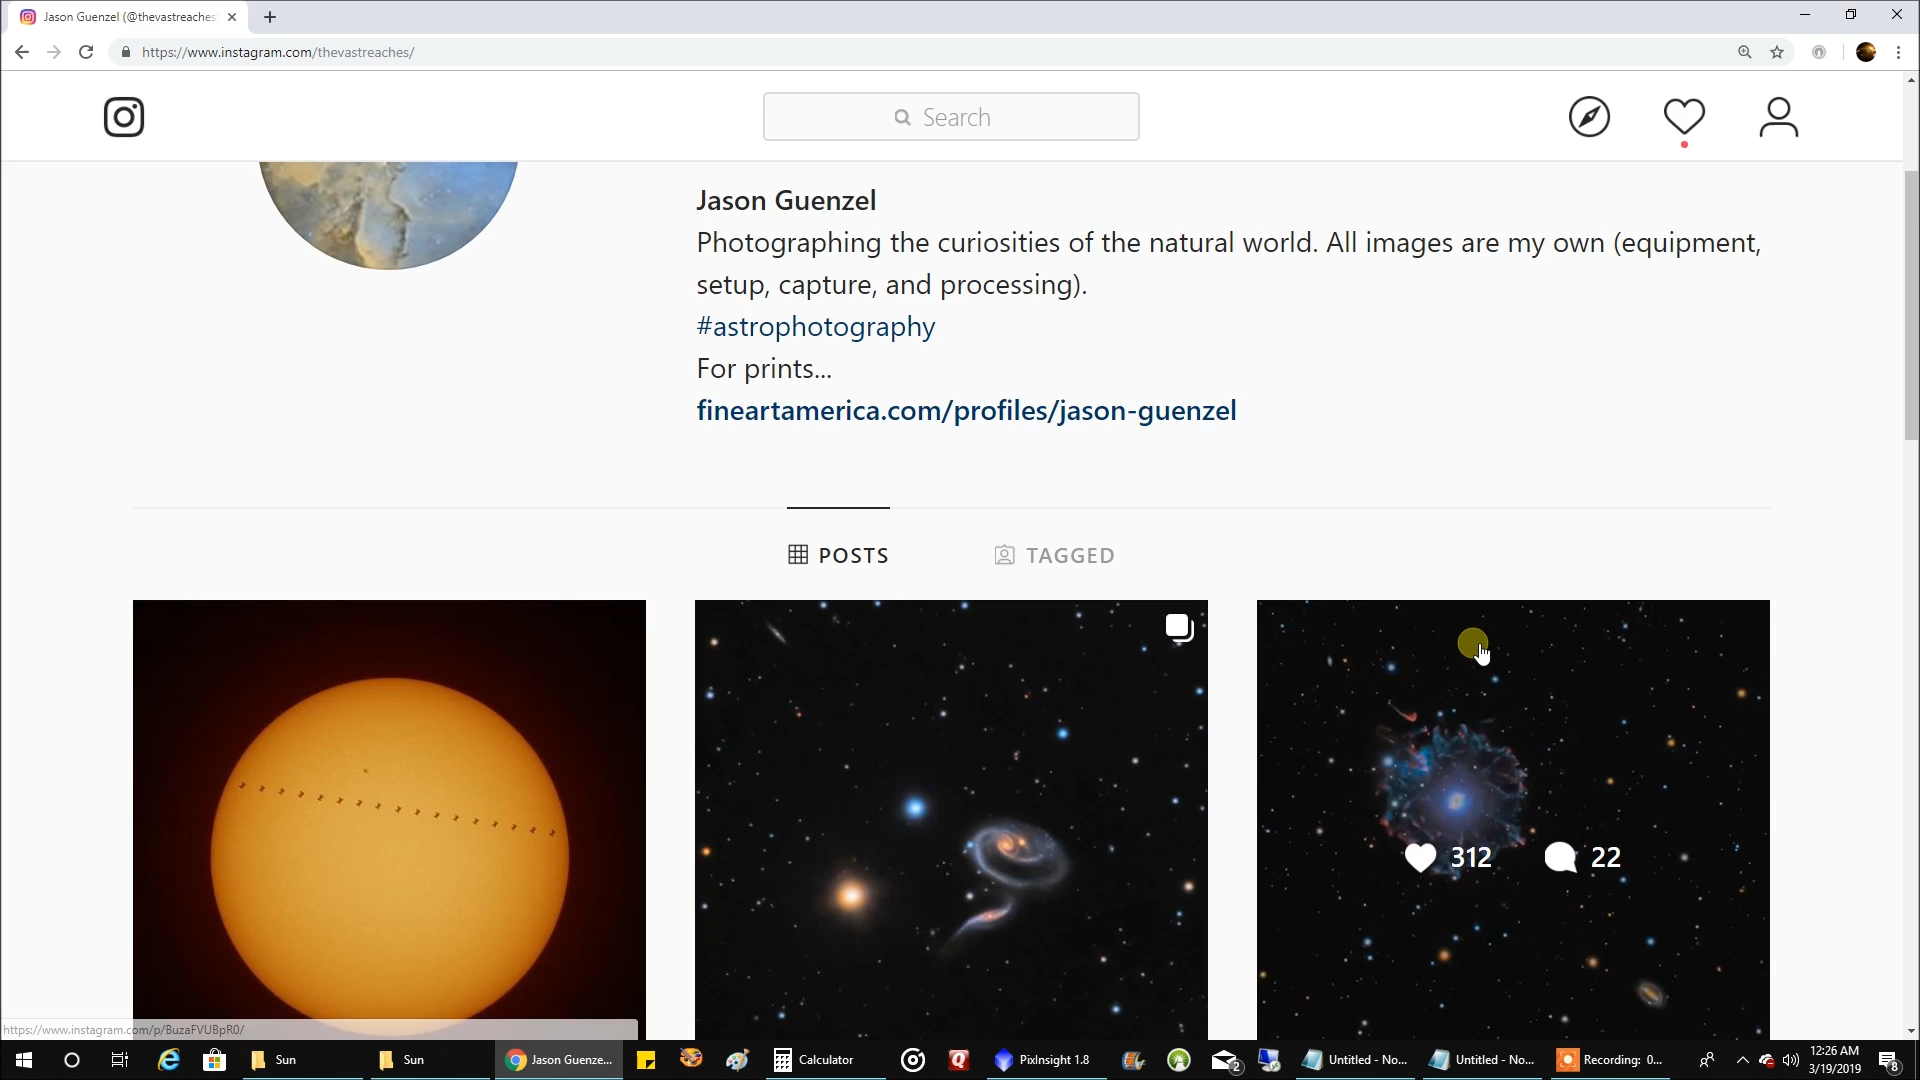 Jason Guenzel (@thevastreaches)
https://www.instagram.com/thevastreaches/
Search
Jason Guenzel
Photographing the curiosities of the natural world. All images are my own (equipment,
setup, capture, and processing).
#astrophotography
For prints...
fineartamerica.com/profiles/jason-guenzel
POSTS
TAGGED
312
22
https://www.instagram.com/p/BuzaFVUBpR0/
Sun
Sun
Jason Guenze...
Calculator
PixInsight 1.8
2
Untitled - No...
Untitled - No...
Recording: 0...
12:26 AM
3/19/2019
8